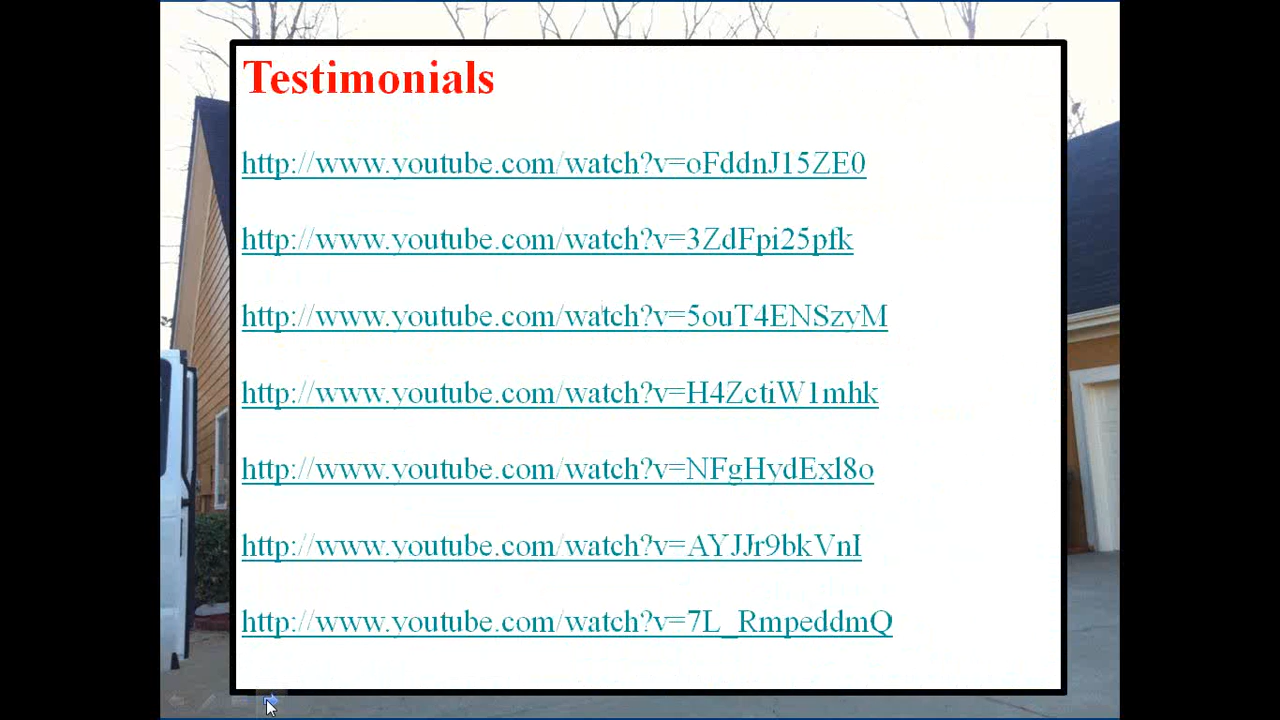 Testimonials
http://www.youtube.com/watch?v=oFddnJ15ZE0
http://www.youtube.com/watch?v=3ZdFpi25pfk
http://www.youtube.com/watch?v=5ouT4ENSzyM
http://www.youtube.com/watch?v=H4ZctiW1mhk
http://www.youtube.com/watch?v=NFgHydExl8o
http://www.youtube.com/watch?v=AYJJr9bkVnI
http://www.youtube.com/watch?v=7L_RmpeddmQ